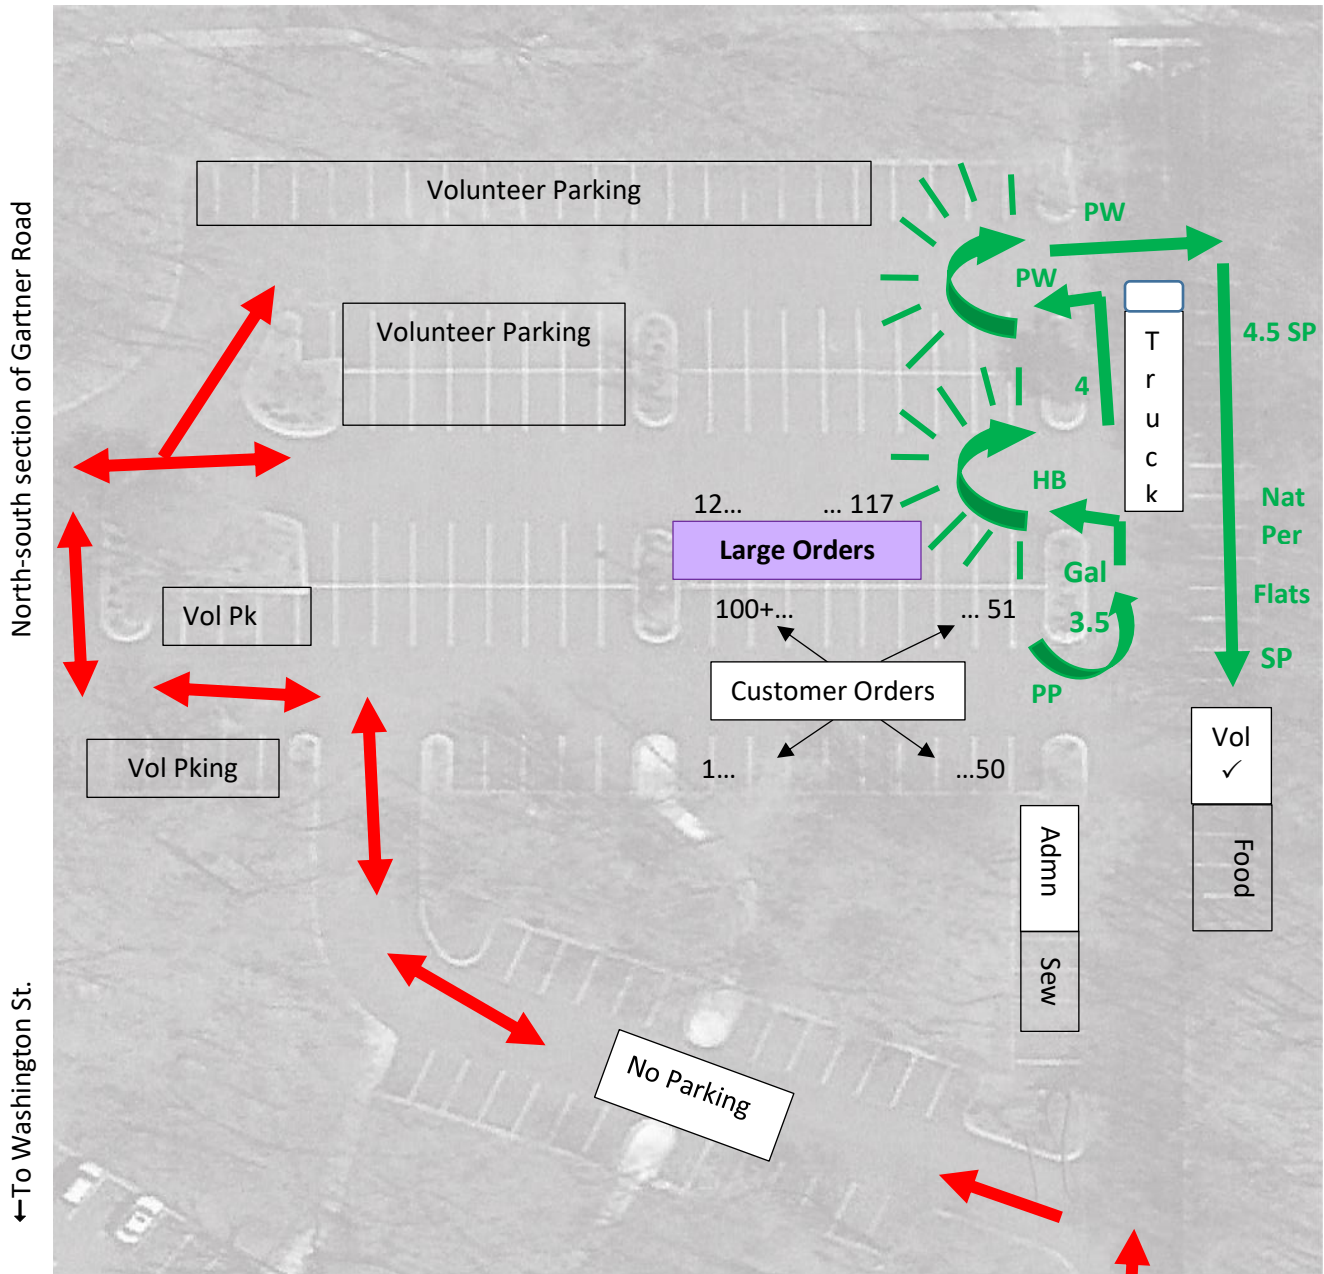 Volunteer Parking
PW
PW
Volunteer Parking
4.5 SP
Truck
4
North-south section of Gartner Road
HB
Nat
Per
12... ... 117
Large Orders
Gal
Flats
Vol Pk
100+... ... 51
3.5
SP
Customer Orders
PP
Vol Pking
1... ...50
Vol
✓
Admn
Food
Sew
No Parking
←To Washington St.